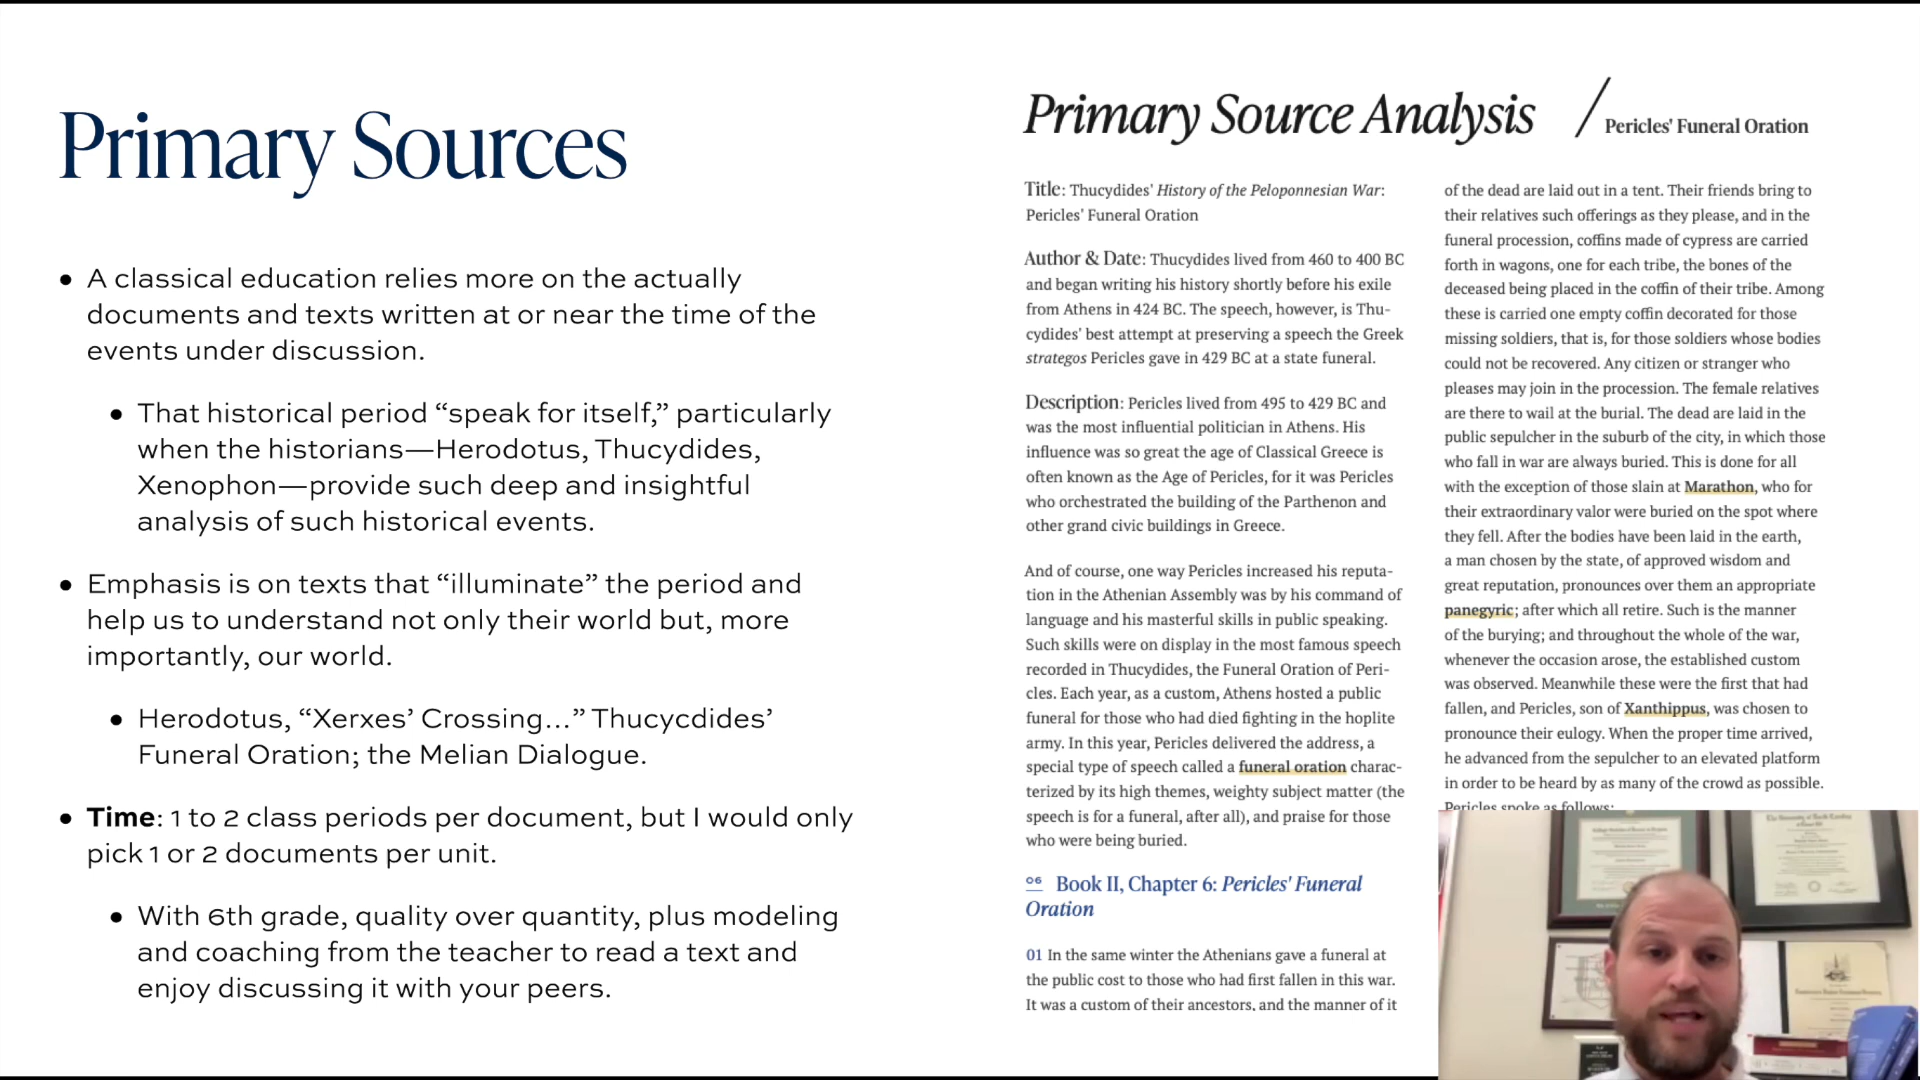 Primary Sources
• A classical education relies more on the actually
documents and texts written at or near the time of the
events under discussion.
• That historical period “speak for itself,” particularly
when the historians—Herodotus, Thucydides,
Xenophon—provide such deep and insightful
analysis of such historical events.
• Emphasis is on texts that “illuminate” the period and
help us to understand not only their world but, more
importantly, our world.
• Herodotus, “Xerxes’ Crossing…” Thucycdides’
Funeral Oration; the Melian Dialogue.
• Time: 1 to 2 class periods per document, but I would only
pick 1 or 2 documents per unit.
• With 6th grade, quality over quantity, plus modeling
and coaching from the teacher to read a text and
enjoy discussing it with your peers.
Primary Source Analysis / Pericles' Funeral Oration
Title: Thucydides' History of the Peloponnesian War:
Pericles' Funeral Oration
Author & Date: Thucydides lived from 460 to 400 BC
and began writing his history shortly before his exile
from Athens in 424 BC. The speech, however, is Thu-
cydides' best attempt at preserving a speech the Greek
strategos Pericles gave in 429 BC at a state funeral.
Description: Pericles lived from 495 to 429 BC and
was the most influential politician in Athens. His
influence was so great the age of Classical Greece is
often known as the Age of Pericles, for it was Pericles
who orchestrated the building of the Parthenon and
other grand civic buildings in Greece.
And of course, one way Pericles increased his reputa-
tion in the Athenian Assembly was by his command of
language and his masterful skills in public speaking.
Such skills were on display in the most famous speech
recorded in Thucydides, the Funeral Oration of Peri-
cles. Each year, as a custom, Athens hosted a public
funeral for those who had died fighting in the hoplite
army. In this year, Pericles delivered the address, a
special type of speech called a funeral oration charac-
terized by its high themes, weighty subject matter (the
speech is for a funeral, after all), and praise for those
who were being buried.
06 Book II, Chapter 6: Pericles' Funeral
Oration
01 In the same winter the Athenians gave a funeral at
the public cost to those who had first fallen in this war.
It was a custom of their ancestors, and the manner of it
of the dead are laid out in a tent. Their friends bring to
their relatives such offerings as they please, and in the
funeral procession, coffins made of cypress are carried
forth in wagons, one for each tribe, the bones of the
deceased being placed in the coffin of their tribe. Among
these is carried one empty coffin decorated for those
missing soldiers, that is, for those soldiers whose bodies
could not be recovered. Any citizen or stranger who
pleases may join in the procession. The female relatives
are there to wail at the burial. The dead are laid in the
public sepulcher in the suburb of the city, in which those
who fall in war are always buried. This is done for all
with the exception of those slain at Marathon, who for
their extraordinary valor were buried on the spot where
they fell. After the bodies have been laid in the earth,
a man chosen by the state, of approved wisdom and
great reputation, pronounces over them an appropriate
panegyric; after which all retire. Such is the manner
of the burying; and throughout the whole of the war,
whenever the occasion arose, the established custom
was observed. Meanwhile these were the first that had
fallen, and Pericles, son of Xanthippus, was chosen to
pronounce their eulogy. When the proper time arrived,
he advanced from the sepulcher to an elevated platform
in order to be heard by as many of the crowd as possible.
Pericles spoke as follows: